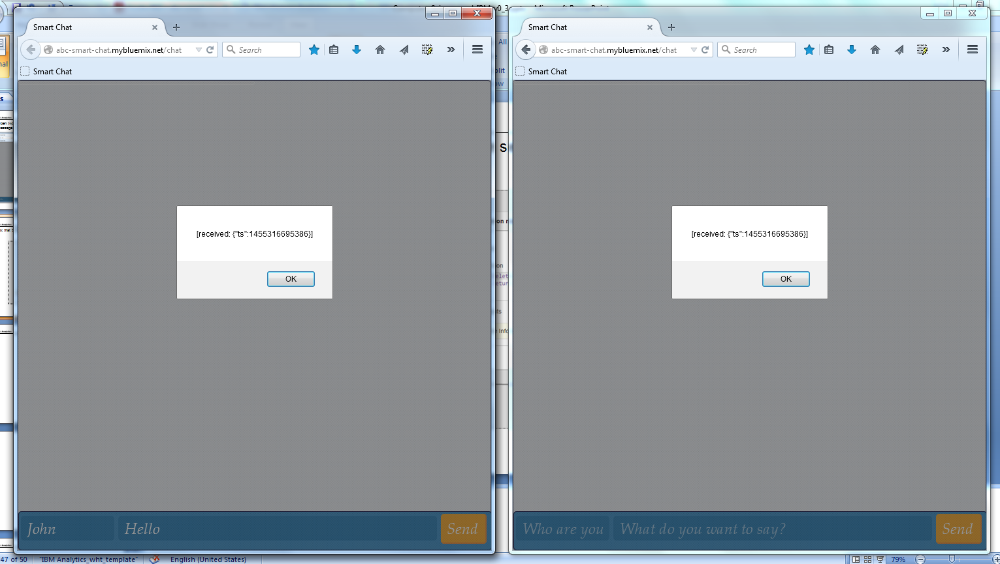 Smart Chat
abc-smart-chat.mybluemix.net/chat
Search
Smart Chat
[received: {"ts":1455316695386}]
OK
John
Hello
Send
Smart Chat
abc-smart-chat.mybluemix.net/chat
Search
Smart Chat
[received: {"ts":1455316695386}]
OK
Who are you
What do you want to say?
Send
All
plit
S
47 of 50
"IBM Analytics_wht_template"
English (United States)
79%